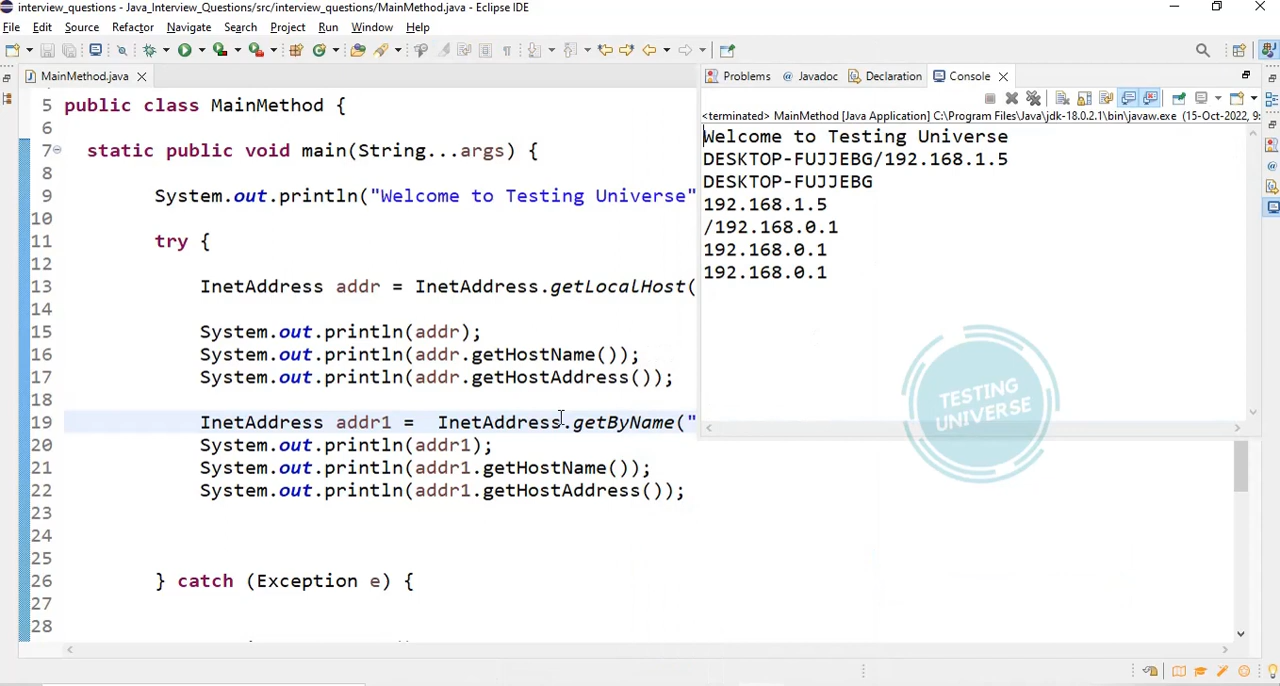 interview_questions - Java_Interview_Questions/src/interview_questions/MainMethod.java - Eclipse IDE
File Edit Source Refactor Navigate Search Project Run Window Help
MainMethod.java
Problems Javadoc Declaration Console
<terminated> MainMethod [Java Application] C:\Program Files\Java\jdk-18.0.2.1\bin\javaw.exe (15-Oct-2022, 9:
5 public class MainMethod {
6
7 static public void main(String...args) {
8
9 System.out.println("Welcome to Testing Universe"
10
11 try {
12
13 InetAddress addr = InetAddress.getLocalHost(
14
15 System.out.println(addr);
16 System.out.println(addr.getHostName());
17 System.out.println(addr.getHostAddress());
18
19 InetAddress addr1 = InetAddress.getByName("
20 System.out.println(addr1);
21 System.out.println(addr1.getHostName());
22 System.out.println(addr1.getHostAddress());
23
24
25
26 } catch (Exception e) {
27
28
Welcome to Testing Universe
DESKTOP-FUJJEBG/192.168.1.5
DESKTOP-FUJJEBG
192.168.1.5
/192.168.0.1
192.168.0.1
192.168.0.1
TESTING
UNIVERSE